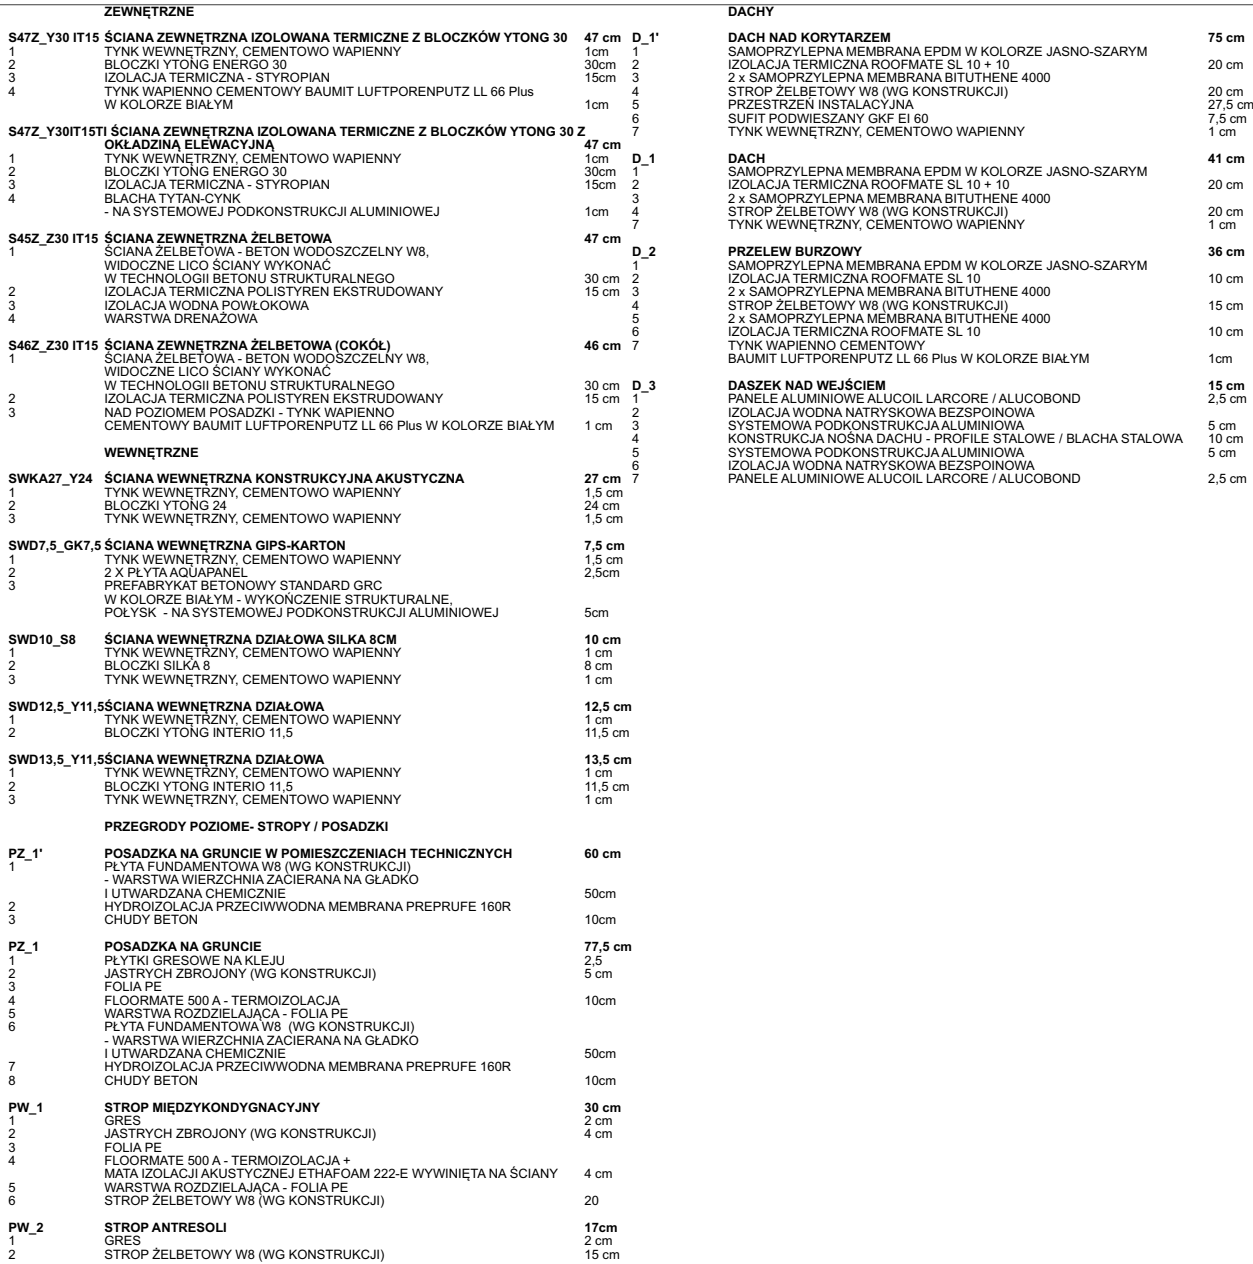 ZEWNĘTRZNE
S47Z_Y30 IT15 ŚCIANA ZEWNĘTRZNA IZOLOWANA TERMICZNE Z BLOCZKÓW YTONG 30 47 cm
1 TYNK WEWNĘTRZNY, CEMENTOWO WAPIENNY 1cm
2 BLOCZKI YTONG ENERGO 30 30cm
3 IZOLACJA TERMICZNA - STYROPIAN 15cm
4 TYNK WAPIENNO CEMENTOWY BAUMIT LUFTPORENPUTZ LL 66 Plus
W KOLORZE BIAŁYM 1cm
S47Z_Y30IT15TI ŚCIANA ZEWNĘTRZNA IZOLOWANA TERMICZNE Z BLOCZKÓW YTONG 30 Z
OKŁADZINĄ ELEWACYJNĄ 47 cm
1 TYNK WEWNĘTRZNY, CEMENTOWO WAPIENNY 1cm
2 BLOCZKI YTONG ENERGO 30 30cm
3 IZOLACJA TERMICZNA - STYROPIAN 15cm
4 BLACHA TYTAN-CYNK
- NA SYSTEMOWEJ PODKONSTRUKCJI ALUMINIOWEJ 1cm
S45Z_Z30 IT15 ŚCIANA ZEWNĘTRZNA ŻELBETOWA 47 cm
1 ŚCIANA ŻELBETOWA - BETON WODOSZCZELNY W8,
WIDOCZNE LICO ŚCIANY WYKONAĆ
W TECHNOLOGII BETONU STRUKTURALNEGO 30 cm
2 IZOLACJA TERMICZNA POLISTYREN EKSTRUDOWANY 15 cm
3 IZOLACJA WODNA POWŁOKOWA
4 WARSTWA DRENAŻOWA
S46Z_Z30 IT15 ŚCIANA ZEWNĘTRZNA ŻELBETOWA (COKÓŁ) 46 cm
1 ŚCIANA ŻELBETOWA - BETON WODOSZCZELNY W8,
WIDOCZNE LICO ŚCIANY WYKONAĆ
W TECHNOLOGII BETONU STRUKTURALNEGO 30 cm
2 IZOLACJA TERMICZNA POLISTYREN EKSTRUDOWANY 15 cm
3 NAD POZIOMEM POSADZKI - TYNK WAPIENNO
CEMENTOWY BAUMIT LUFTPORENPUTZ LL 66 Plus W KOLORZE BIAŁYM 1 cm
WEWNĘTRZNE
SWKA27_Y24 ŚCIANA WEWNĘTRZNA KONSTRUKCYJNA AKUSTYCZNA 27 cm
1 TYNK WEWNĘTRZNY, CEMENTOWO WAPIENNY 1,5 cm
2 BLOCZKI YTONG 24 24 cm
3 TYNK WEWNĘTRZNY, CEMENTOWO WAPIENNY 1,5 cm
SWD7,5_GK7,5 ŚCIANA WEWNĘTRZNA GIPS-KARTON 7,5 cm
1 TYNK WEWNĘTRZNY, CEMENTOWO WAPIENNY 1,5 cm
2 2 X PŁYTA AQUAPANEL 2,5cm
3 PREFABRYKAT BETONOWY STANDARD GRC
W KOLORZE BIAŁYM - WYKOŃCZENIE STRUKTURALNE,
POŁYSK - NA SYSTEMOWEJ PODKONSTRUKCJI ALUMINIOWEJ 5cm
SWD10_S8 ŚCIANA WEWNĘTRZNA DZIAŁOWA SILKA 8CM 10 cm
1 TYNK WEWNĘTRZNY, CEMENTOWO WAPIENNY 1 cm
2 BLOCZKI SILKA 8 8 cm
3 TYNK WEWNĘTRZNY, CEMENTOWO WAPIENNY 1 cm
SWD12,5_Y11,5 ŚCIANA WEWNĘTRZNA DZIAŁOWA 12,5 cm
1 TYNK WEWNĘTRZNY, CEMENTOWO WAPIENNY 1 cm
2 BLOCZKI YTONG INTERIO 11,5 11,5 cm
SWD13,5_Y11,5 ŚCIANA WEWNĘTRZNA DZIAŁOWA 13,5 cm
1 TYNK WEWNĘTRZNY, CEMENTOWO WAPIENNY 1 cm
2 BLOCZKI YTONG INTERIO 11,5 11,5 cm
3 TYNK WEWNĘTRZNY, CEMENTOWO WAPIENNY 1 cm
PRZEGRODY POZIOME- STROPY / POSADZKI
PZ_1' POSADZKA NA GRUNCIE W POMIESZCZENIACH TECHNICZNYCH 60 cm
1 PŁYTA FUNDAMENTOWA W8 (WG KONSTRUKCJI)
- WARSTWA WIERZCHNIA ZACIERANA NA GŁADKO
I UTWARDZANA CHEMICZNIE 50cm
2 HYDROIZOLACJA PRZECIWWODNA MEMBRANA PREPRUFE 160R
3 CHUDY BETON 10cm
PZ_1 POSADZKA NA GRUNCIE 77,5 cm
1 PŁYTKI GRESOWE NA KLEJU 2,5
2 JASTRYCH ZBROJONY (WG KONSTRUKCJI) 5 cm
3 FOLIA PE
4 FLOORMATE 500 A - TERMOIZOLACJA 10cm
5 WARSTWA ROZDZIELAJĄCA - FOLIA PE
6 PŁYTA FUNDAMENTOWA W8 (WG KONSTRUKCJI)
- WARSTWA WIERZCHNIA ZACIERANA NA GŁADKO
I UTWARDZANA CHEMICZNIE 50cm
7 HYDROIZOLACJA PRZECIWWODNA MEMBRANA PREPRUFE 160R
8 CHUDY BETON 10cm
PW_1 STROP MIĘDZYKONDYGNACYJNY 30 cm
1 GRES 2 cm
2 JASTRYCH ZBROJONY (WG KONSTRUKCJI) 4 cm
3 FOLIA PE
4 FLOORMATE 500 A - TERMOIZOLACJA +
MATA IZOLACJI AKUSTYCZNEJ ETHAFOAM 222-E WYWINIĘTA NA ŚCIANY 4 cm
5 WARSTWA ROZDZIELAJĄCA - FOLIA PE
6 STROP ŻELBETOWY W8 (WG KONSTRUKCJI) 20
PW_2 STROP ANTRESOLI 17cm
1 GRES 2 cm
2 STROP ŻELBETOWY W8 (WG KONSTRUKCJI) 15 cm
DACHY
D_1' DACH NAD KORYTARZEM 75 cm
1 SAMOPRZYLEPNA MEMBRANA EPDM W KOLORZE JASNO-SZARYM
2 IZOLACJA TERMICZNA ROOFMATE SL 10 + 10 20 cm
3 2 x SAMOPRZYLEPNA MEMBRANA BITUTHENE 4000
4 STROP ŻELBETOWY W8 (WG KONSTRUKCJI) 20 cm
5 PRZESTRZEŃ INSTALACYJNA 27,5 cm
6 SUFIT PODWIESZANY GKF EI 60 7,5 cm
7 TYNK WEWNĘTRZNY, CEMENTOWO WAPIENNY 1 cm
D_1 DACH 41 cm
1 SAMOPRZYLEPNA MEMBRANA EPDM W KOLORZE JASNO-SZARYM
2 IZOLACJA TERMICZNA ROOFMATE SL 10 + 10 20 cm
3 2 x SAMOPRZYLEPNA MEMBRANA BITUTHENE 4000
4 STROP ŻELBETOWY W8 (WG KONSTRUKCJI) 20 cm
7 TYNK WEWNĘTRZNY, CEMENTOWO WAPIENNY 1 cm
D_2 PRZELEW BURZOWY 36 cm
1 SAMOPRZYLEPNA MEMBRANA EPDM W KOLORZE JASNO-SZARYM
2 IZOLACJA TERMICZNA ROOFMATE SL 10 10 cm
3 2 x SAMOPRZYLEPNA MEMBRANA BITUTHENE 4000
4 STROP ŻELBETOWY W8 (WG KONSTRUKCJI) 15 cm
5 2 x SAMOPRZYLEPNA MEMBRANA BITUTHENE 4000
6 IZOLACJA TERMICZNA ROOFMATE SL 10 10 cm
7 TYNK WAPIENNO CEMENTOWY
BAUMIT LUFTPORENPUTZ LL 66 Plus W KOLORZE BIAŁYM 1cm
D_3 DASZEK NAD WEJŚCIEM 15 cm
1 PANELE ALUMINIOWE ALUCOIL LARCORE / ALUCOBOND 2,5 cm
2 IZOLACJA WODNA NATRYSKOWA BEZSPOINOWA
3 SYSTEMOWA PODKONSTRUKCJA ALUMINIOWA 5 cm
4 KONSTRUKCJA NOŚNA DACHU - PROFILE STALOWE / BLACHA STALOWA 10 cm
5 SYSTEMOWA PODKONSTRUKCJA ALUMINIOWA 5 cm
6 IZOLACJA WODNA NATRYSKOWA BEZSPOINOWA
7 PANELE ALUMINIOWE ALUCOIL LARCORE / ALUCOBOND 2,5 cm